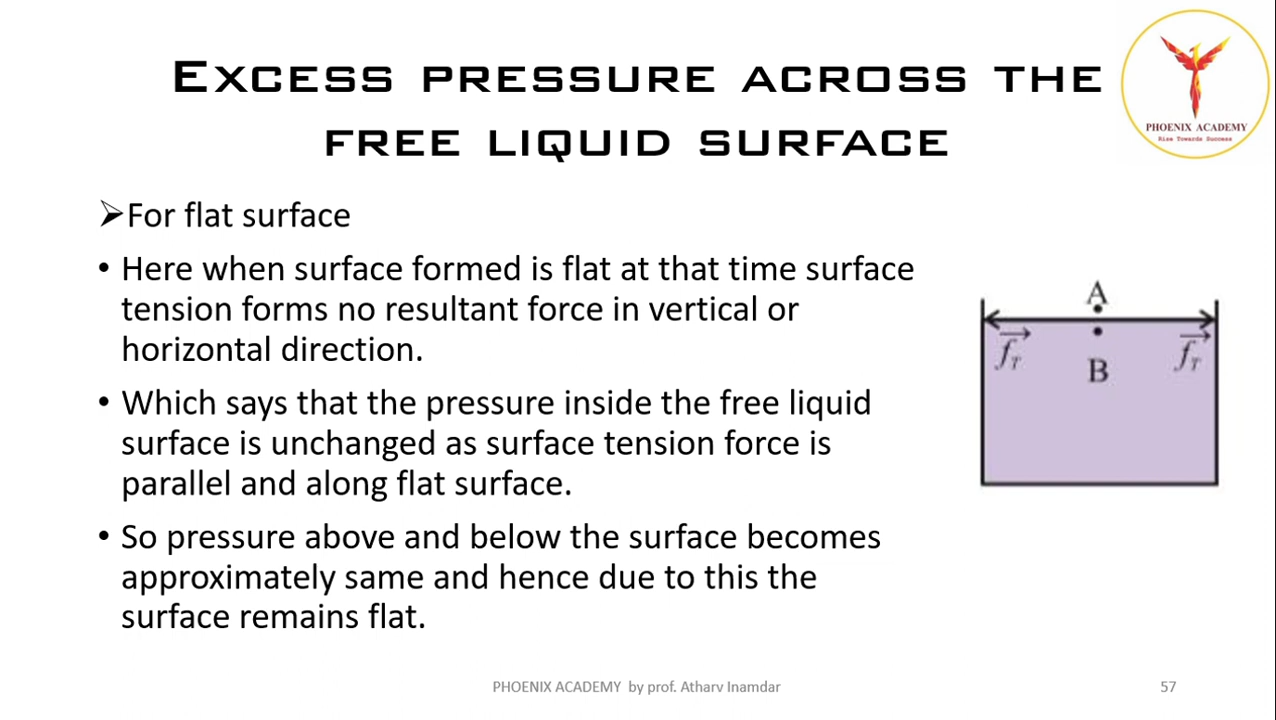 EXCESS PRESSURE ACROSS THE
FREE LIQUID SURFACE
PHOENIX ACADEMY
Rise Towards Success
➢For flat surface
• Here when surface formed is flat at that time surface
tension forms no resultant force in vertical or
horizontal direction.
• Which says that the pressure inside the free liquid
surface is unchanged as surface tension force is
parallel and along flat surface.
• So pressure above and below the surface becomes
approximately same and hence due to this the
surface remains flat.
A
f_T f_T
B
PHOENIX ACADEMY by prof. Atharv Inamdar
57